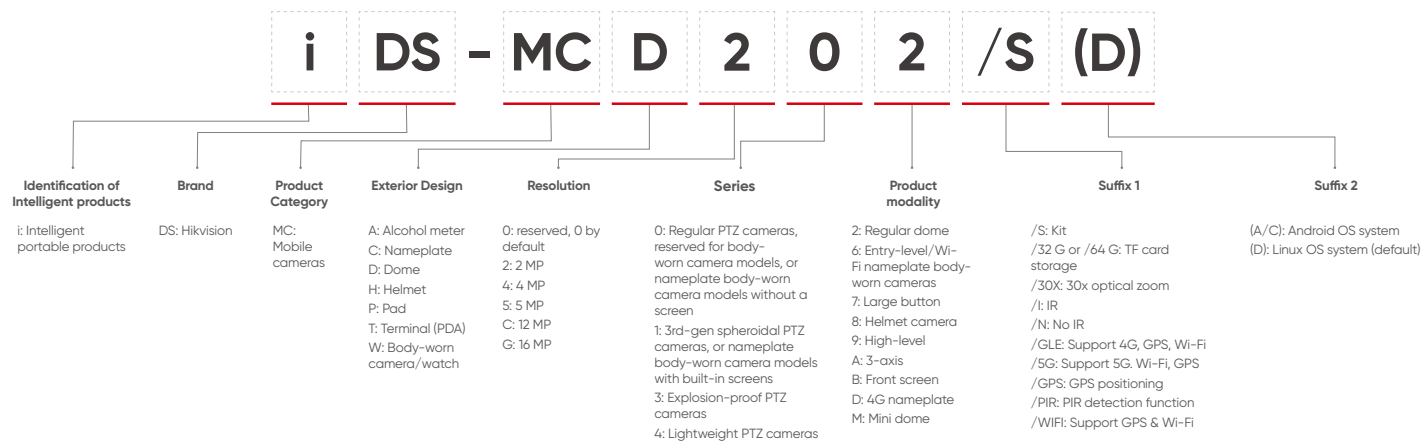 i DS - MC D 2 0 2 /S (D)
Identification of
Intelligent products
i: Intelligent
portable products
Brand
DS: Hikvision
Product
Category
MC:
Mobile
cameras
Exterior Design
A: Alcohol meter
C: Nameplate
D: Dome
H: Helmet
P: Pad
T: Terminal (PDA)
W: Body-worn
camera/watch
Resolution
0: reserved, 0 by
default
2: 2 MP
4: 4 MP
5: 5 MP
C: 12 MP
G: 16 MP
Series
0: Regular PTZ cameras,
reserved for body-
worn camera models, or
nameplate body-worn
camera models without a
screen
1: 3rd-gen spheroidal PTZ
cameras, or nameplate
body-worn camera models
with built-in screens
3: Explosion-proof PTZ
cameras
4: Lightweight PTZ cameras
Product
modality
2: Regular dome
6: Entry-level/Wi-
Fi nameplate body-
worn cameras
7: Large button
8: Helmet camera
9: High-level
A: 3-axis
B: Front screen
D: 4G nameplate
M: Mini dome
Suffix 1
/S: Kit
/32 G or /64 G: TF card
storage
/30X: 30x optical zoom
/I: IR
/N: No IR
/GLE: Support 4G, GPS, Wi-Fi
/5G: Support 5G. Wi-Fi, GPS
/GPS: GPS positioning
/PIR: PIR detection function
/WIFI: Support GPS & Wi-Fi
Suffix 2
(A/C): Android OS system
(D): Linux OS system (default)